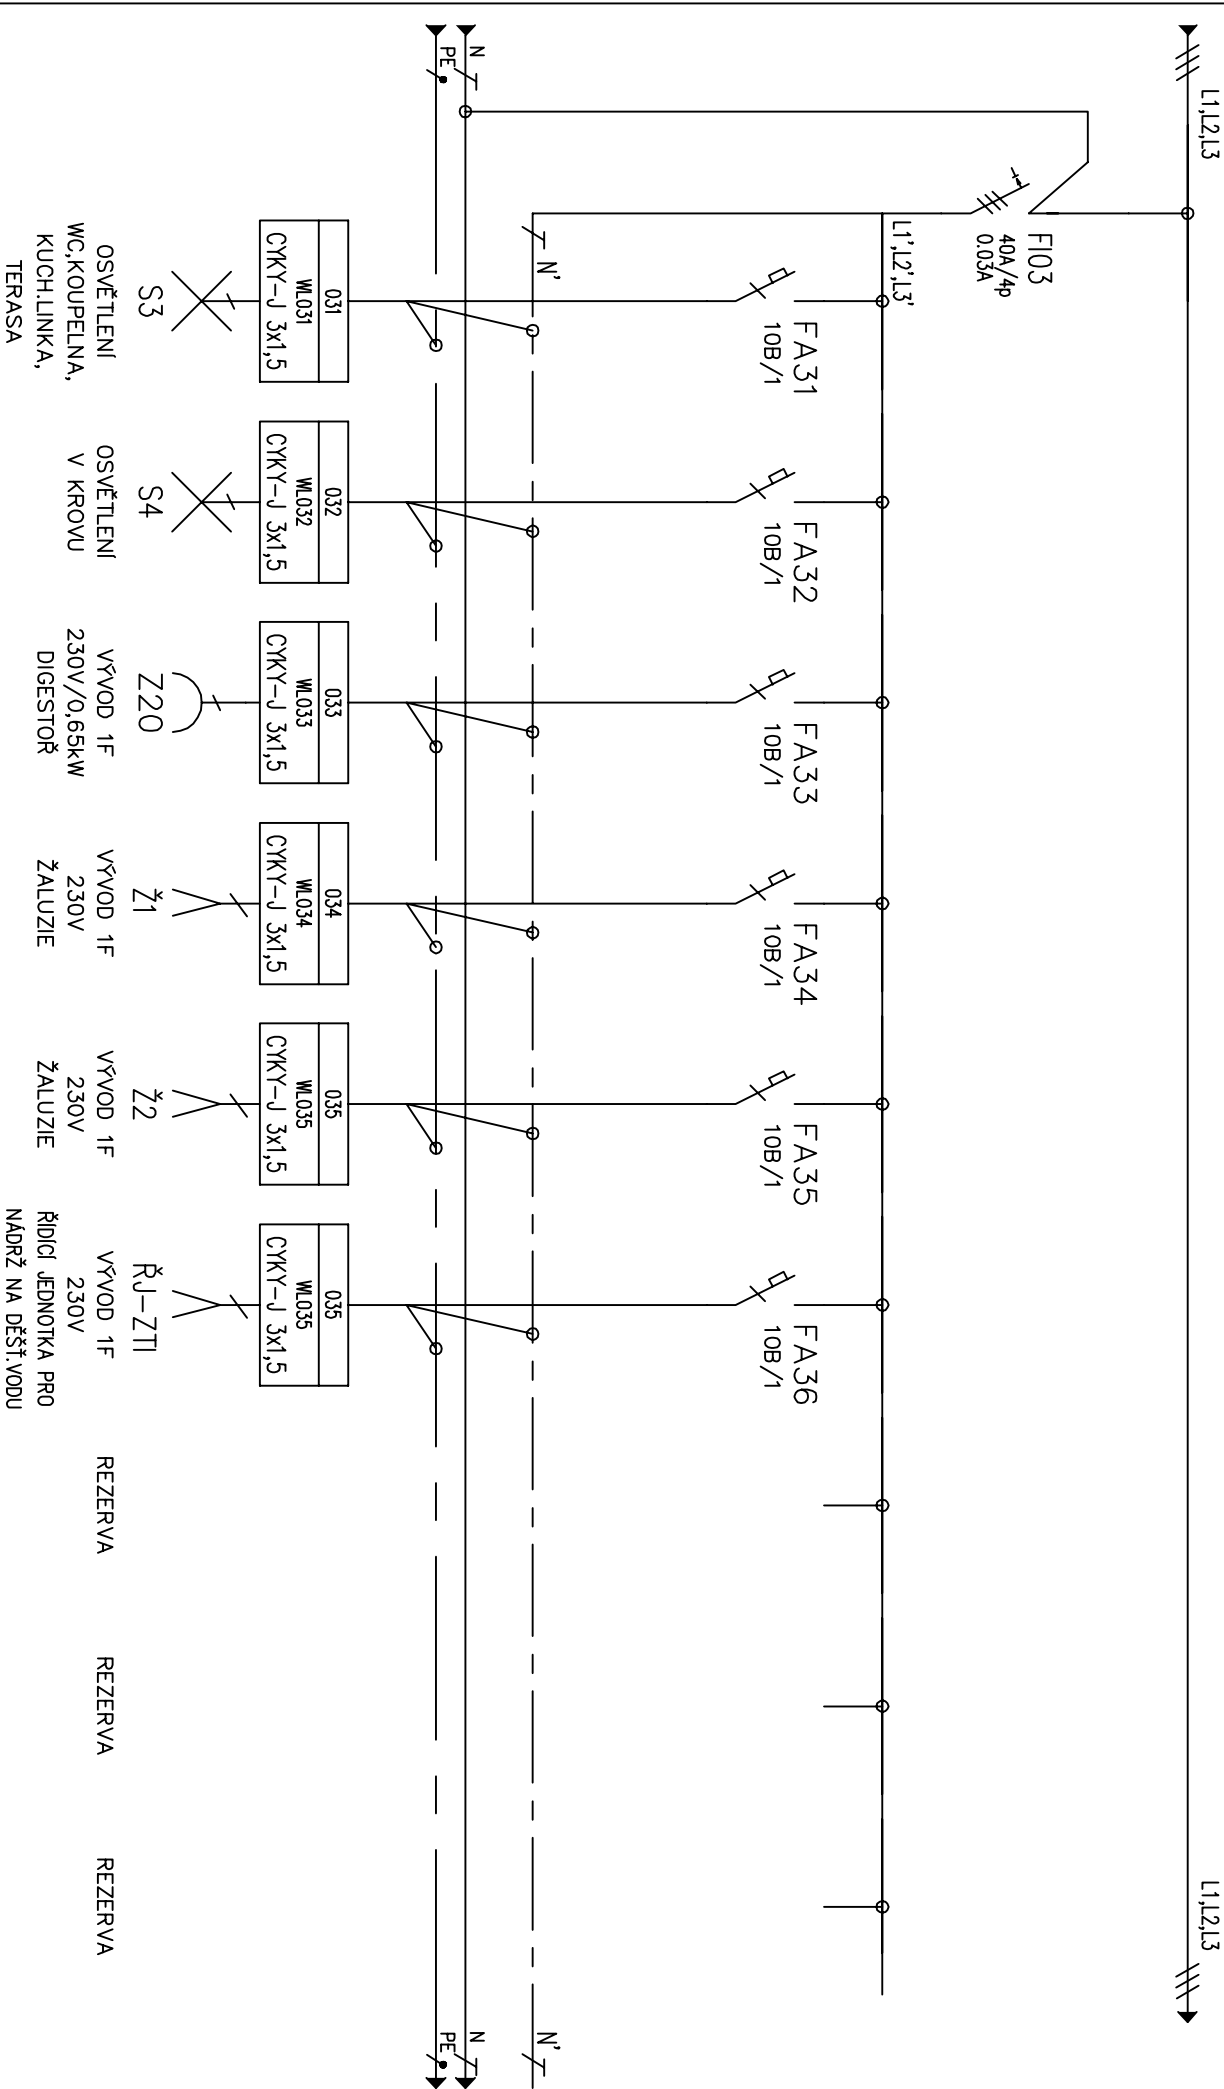 L1,L2,L3
L1,L2,L3
FI03
40A/4p
0.03A
L1',L2',L3'
N'
N'
FA31
10B/1
FA32
10B/1
FA33
10B/1
FA34
10B/1
FA35
10B/1
FA36
10B/1
N
PE
N
PE
031
WL031
CYKY-J 3x1,5
032
WL032
CYKY-J 3x1,5
033
WL033
CYKY-J 3x1,5
034
WL034
CYKY-J 3x1,5
035
WL035
CYKY-J 3x1,5
035
WL035
CYKY-J 3x1,5
S3
OSVĚTLENÍ
WC,KOUPELNA,
KUCH.LINKA,
TERASA
S4
OSVĚTLENÍ
V KROVU
Z20
VÝVOD 1F
230V/0,65kW
DIGESTOŘ
Ž1
VÝVOD 1F
230V
ŽALUZIE
Ž2
VÝVOD 1F
230V
ŽALUZIE
ŘJ-ZTI
VÝVOD 1F
230V
ŘÍDÍCÍ JEDNOTKA PRO
NÁDRŽ NA DĚŠŤ.VODU
REZERVA
REZERVA
REZERVA